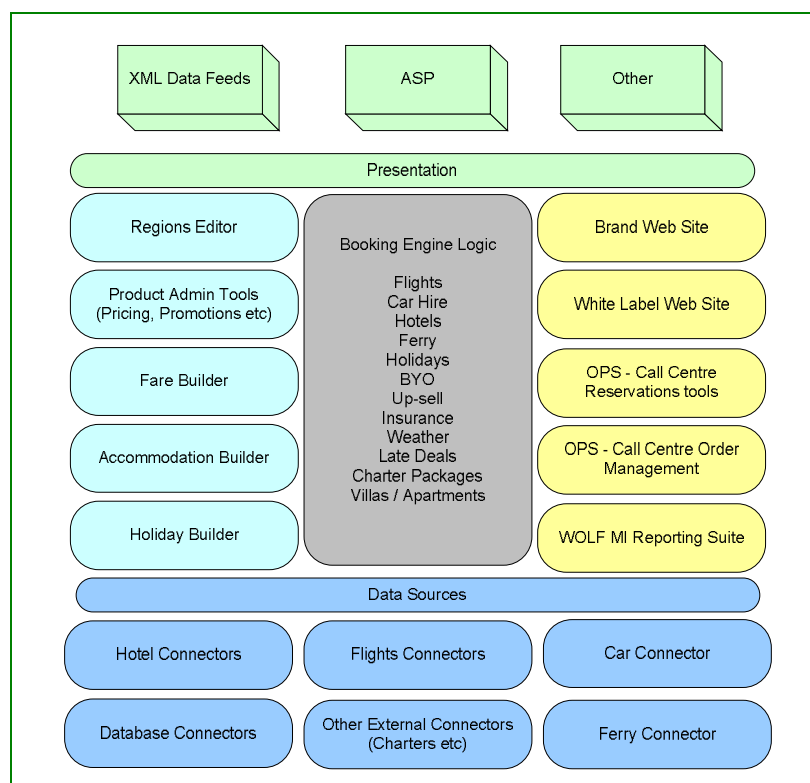 XML Data Feeds
ASP
Other
Presentation
Regions Editor
Product Admin Tools
(Pricing, Promotions etc)
Fare Builder
Accommodation Builder
Holiday Builder
Booking Engine Logic
Flights
Car Hire
Hotels
Ferry
Holidays
BYO
Up-sell
Insurance
Weather
Late Deals
Charter Packages
Villas / Apartments
Brand Web Site
White Label Web Site
OPS - Call Centre
Reservations tools
OPS - Call Centre Order
Management
WOLF MI Reporting Suite
Data Sources
Hotel Connectors
Flights Connectors
Car Connector
Database Connectors
Other External Connectors
(Charters etc)
Ferry Connector